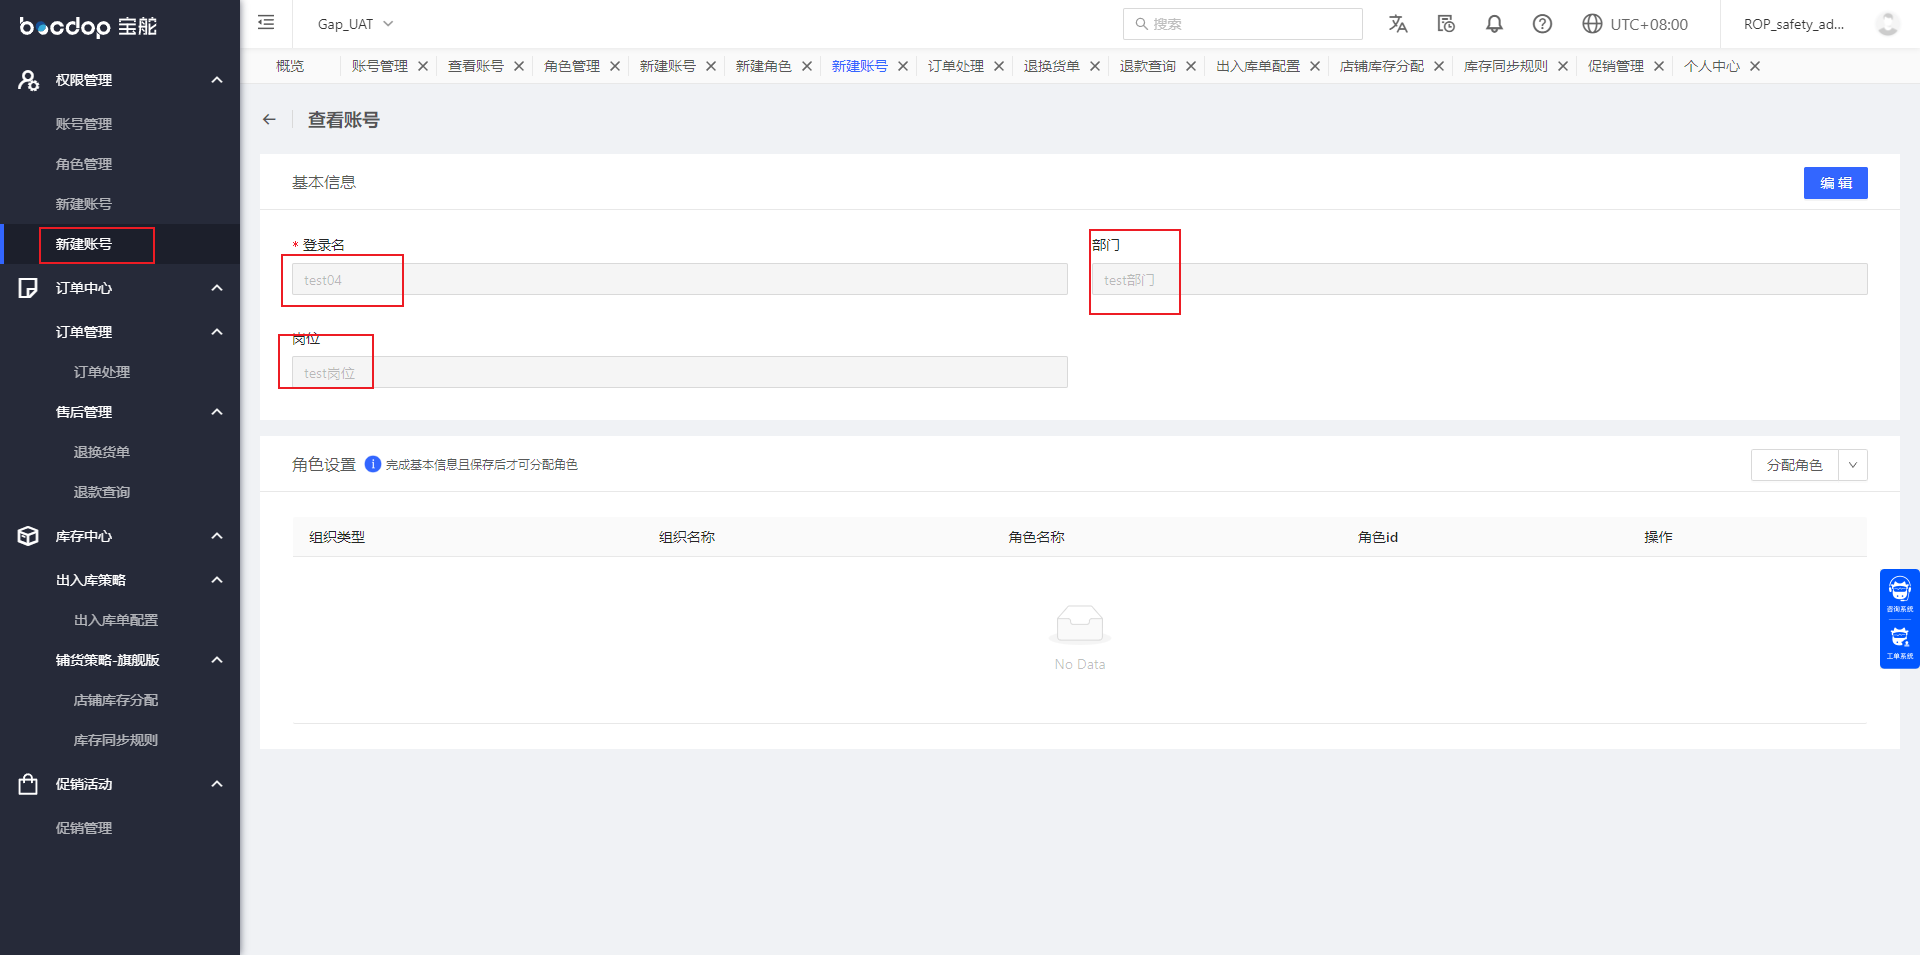 bocdop 宝舵
Gap_UAT
搜索
UTC+08:00
ROP_safety_ad...
概览
账号管理
查看账号
角色管理
新建账号
新建角色
新建账号
订单处理
退换货单
退款查询
出入库单配置
店铺库存分配
库存同步规则
促销管理
个人中心
权限管理
账号管理
角色管理
新建账号
新建账号
订单中心
订单管理
订单处理
售后管理
退换货单
退款查询
库存中心
出入库策略
出入库单配置
铺货策略-旗舰版
店铺库存分配
库存同步规则
促销活动
促销管理
查看账号
基本信息
编 辑
* 登录名
test04
部门
test部门
岗位
test岗位
角色设置
完成基本信息且保存后才可分配角色
分配角色
组织类型
组织名称
角色名称
角色id
操作
No Data
咨询系统
工单系统